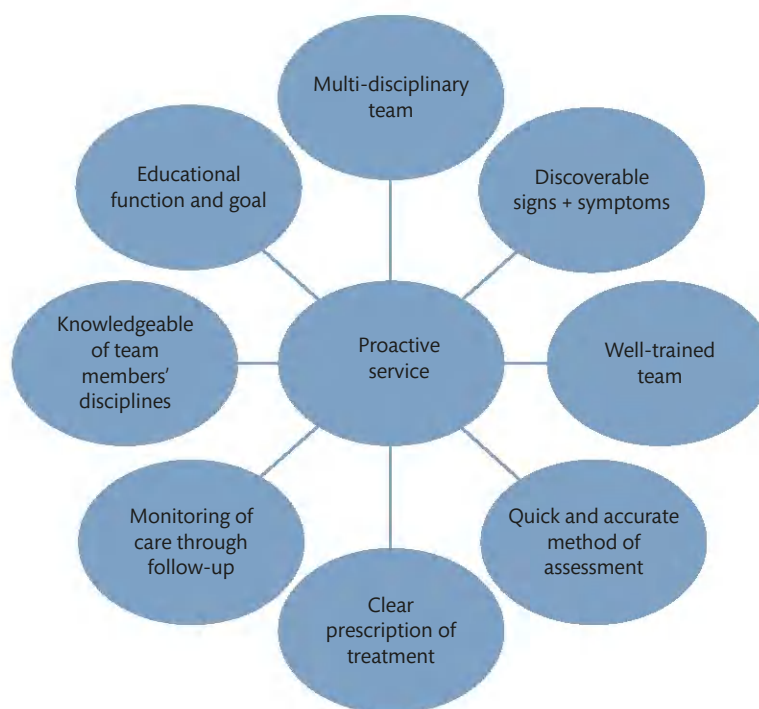 Multi-disciplinary
team
Discoverable
signs + symptoms
Well-trained
team
Quick and accurate
method of
assessment
Clear
prescription of
treatment
Monitoring of
care through
follow-up
Knowledgeable
of team
members’
disciplines
Educational
function and goal
Proactive
service